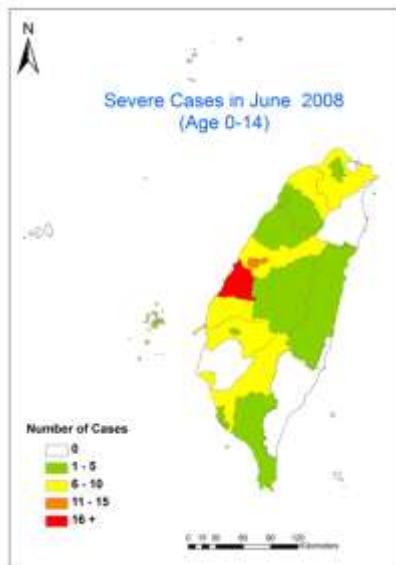 N
Severe Cases in June 2008
(Age 0-14)
Number of Cases
0
1 - 5
6 - 10
11 - 15
16 +
Kilometers